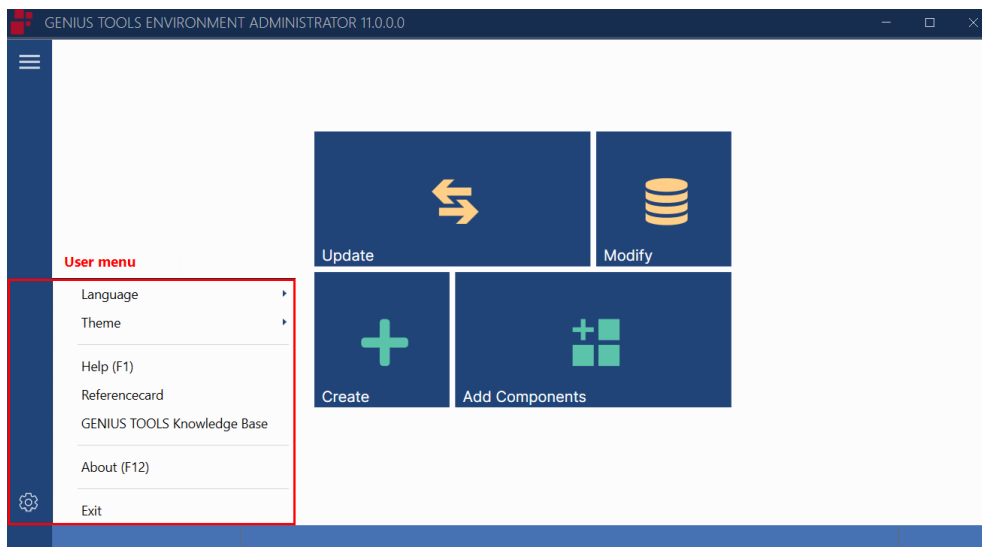 GENIUS TOOLS ENVIRONMENT ADMINISTRATOR 11.0.0.0
Update
Modify
User menu
Language
Theme
Help (F1)
Referencecard
Create
Add Components
GENIUS TOOLS Knowledge Base
About (F12)
Exit